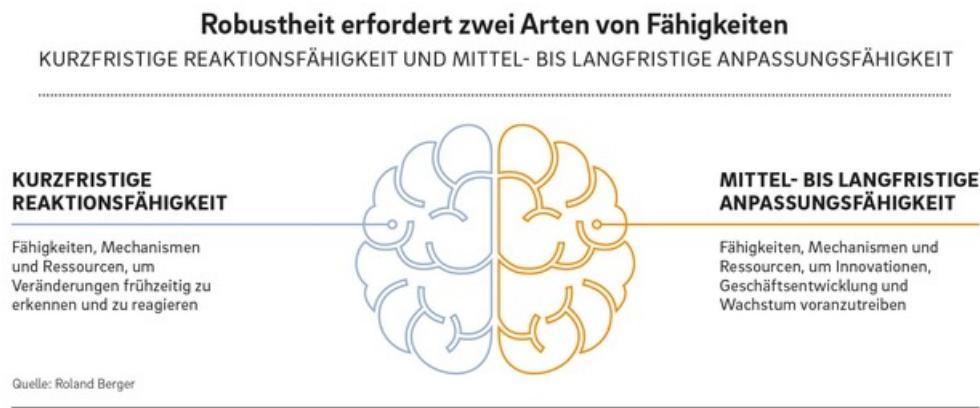 Robustheit erfordert zwei Arten von Fähigkeiten
KURZFRISTIGE REAKTIONSFÄHIGKEIT UND MITTEL- BIS LANGFRISTIGE ANPASSUNGSFÄHIGKEIT
KURZFRISTIGE
REAKTIONSFÄHIGKEIT
Fähigkeiten, Mechanismen
und Ressourcen, um
Veränderungen frühzeitig zu
erkennen und zu reagieren
MITTEL- BIS LANGFRISTIGE
ANPASSUNGSFÄHIGKEIT
Fähigkeiten, Mechanismen und
Ressourcen, um Innovationen,
Geschäftsentwicklung und
Wachstum voranzutreiben
Quelle: Roland Berger